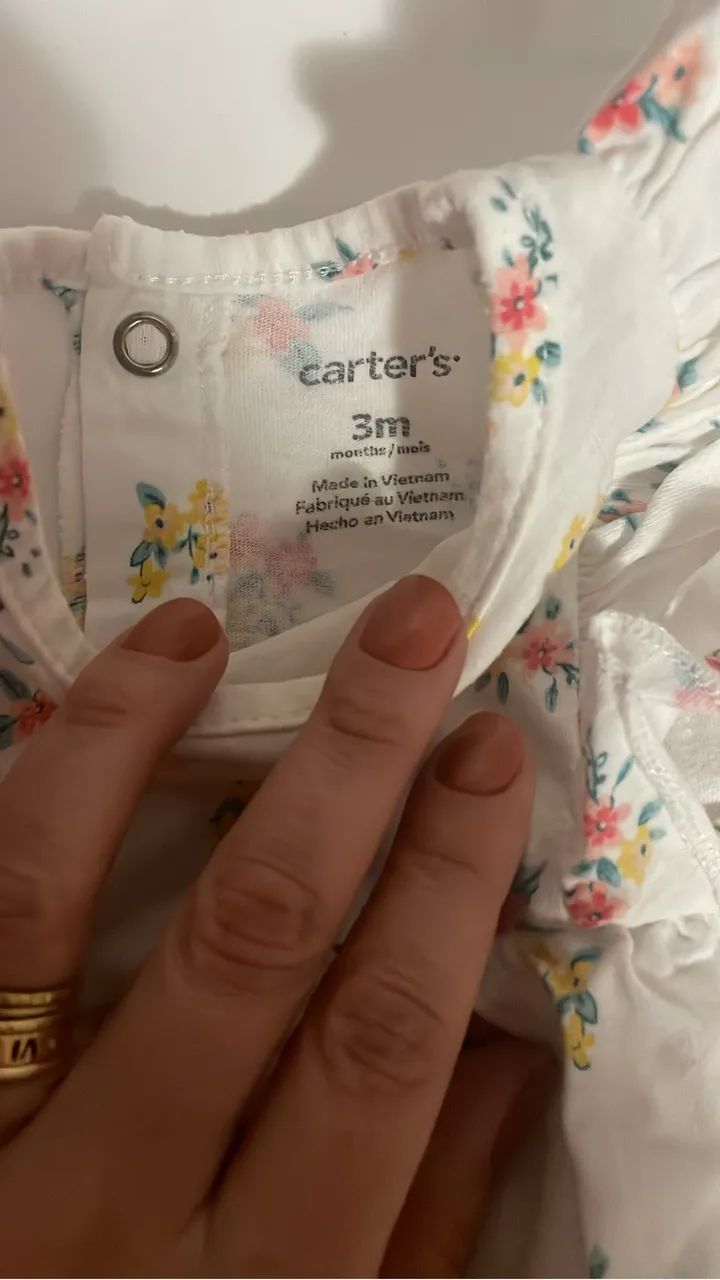 carter's
3m
months/mois
Made in Vietnam
Fabriqué au Vietnam
Hecho en Vietnam